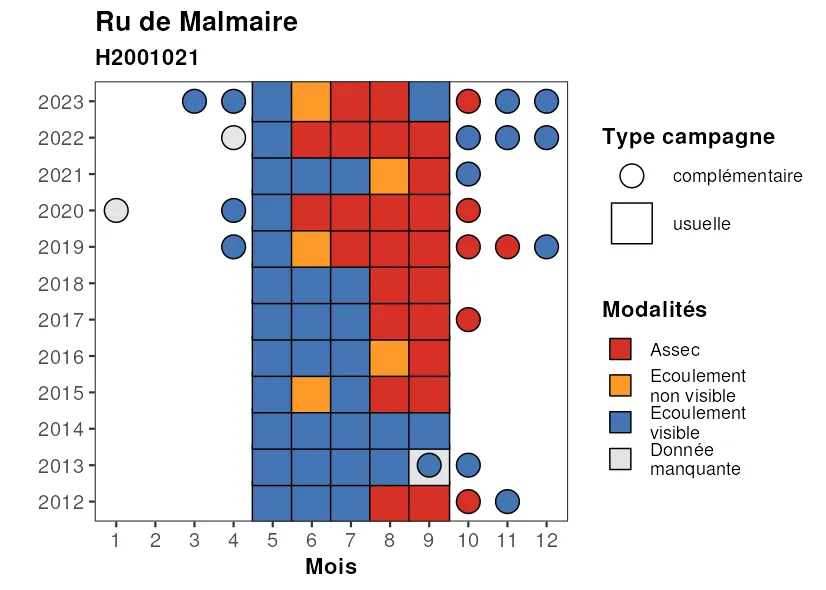 Ru de Malmaire
H2001021
2023
2022
2021
2020
2019
2018
2017
2016
2015
2014
2013
2012
1 2 3 4 5 6 7 8 9 10 11 12
Mois
Type campagne
complémentaire
usuelle
Modalités
Assec
Ecoulement
non visible
Ecoulement
visible
Donnée
manquante